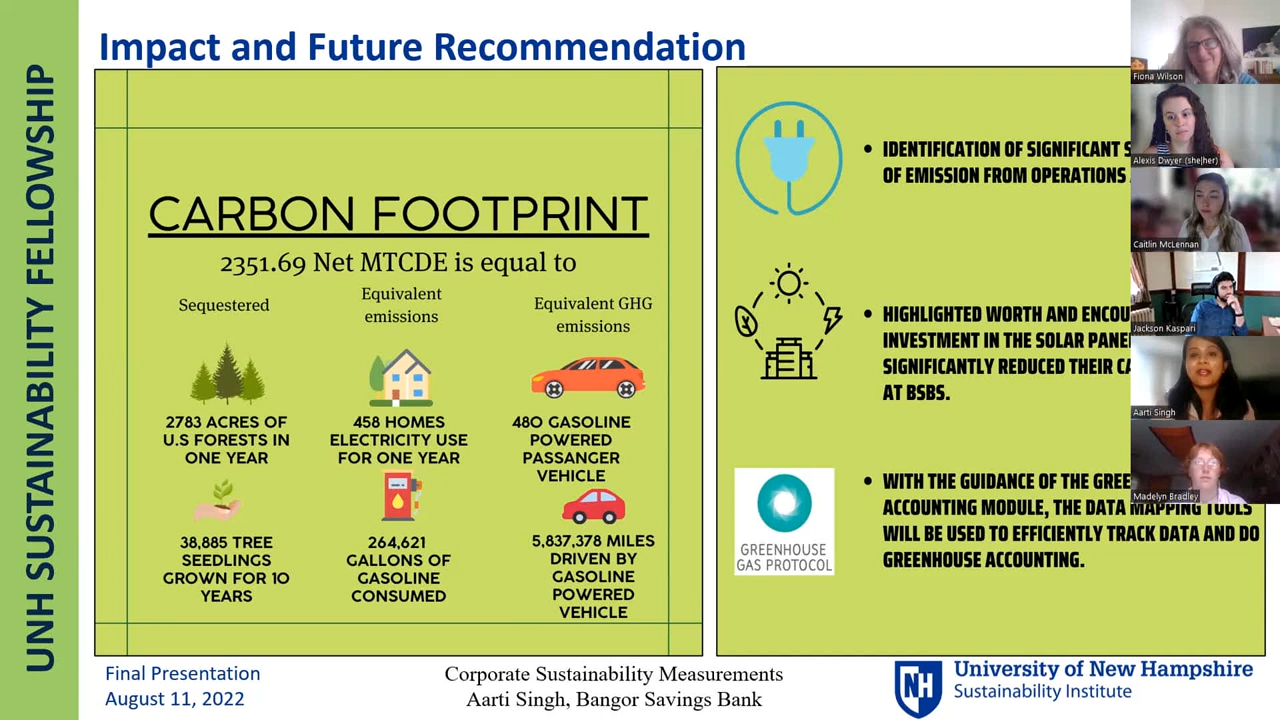 UNH SUSTAINABILITY FELLOWSHIP
Impact and Future Recommendation
CARBON FOOTPRINT
2351.69 Net MTCDE is equal to
Sequestered
Equivalent
emissions
Equivalent GHG
emissions
2783 ACRES OF
U.S FORESTS IN
ONE YEAR
458 HOMES
ELECTRICITY USE
FOR ONE YEAR
480 GASOLINE
POWERED
PASSANGER
VEHICLE
38,885 TREE
SEEDLINGS
GROWN FOR 10
YEARS
264,621
GALLONS OF
GASOLINE
CONSUMED
5,837,378 MILES
DRIVEN BY
GASOLINE
POWERED
VEHICLE
• IDENTIFICATION OF SIGNIFICANT
OF EMISSION FROM OPERATIONS
• HIGHLIGHTED WORTH AND
INVESTMENT IN THE SOLAR
SIGNIFICANTLY REDUCED THEIR
AT BSBS.
GREENHOUSE
GAS PROTOCOL
• WITH THE GUIDANCE OF THE
ACCOUNTING MODULE, THE DATA MAPPING TOOLS
WILL BE USED TO EFFICIENTLY TRACK DATA AND DO
GREENHOUSE ACCOUNTING.
Fiona Wilson
Alexis Dwyer (she|her)
Caitlin McLennan
Jackson Kaspari
Aarti Singh
Madelyn Bradley
Final Presentation
August 11, 2022
Corporate Sustainability Measurements
Aarti Singh, Bangor Savings Bank
NH
University of New Hampshire
Sustainability Institute